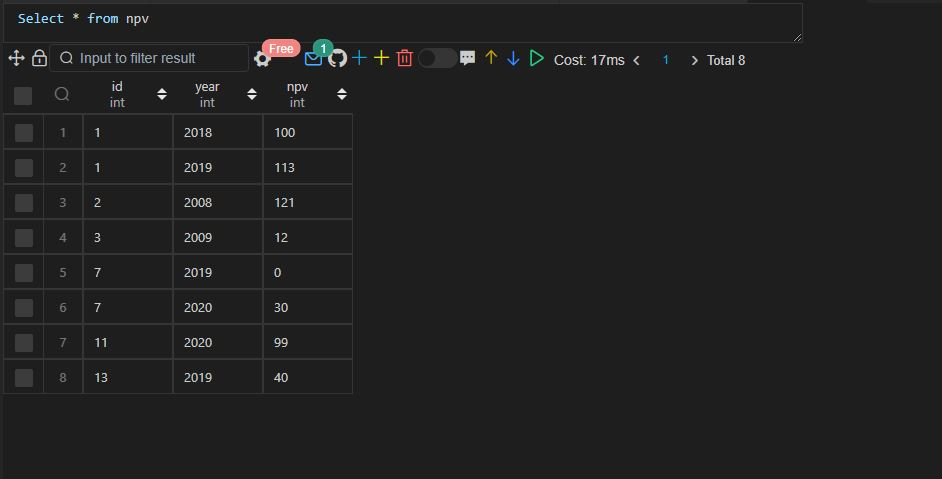 Select * from npv
Input to filter result Free 1 Cost: 17ms 1 Total 8
id year npv
int int int
1 1 2018 100
2 1 2019 113
3 2 2008 121
4 3 2009 12
5 7 2019 0
6 7 2020 30
7 11 2020 99
8 13 2019 40